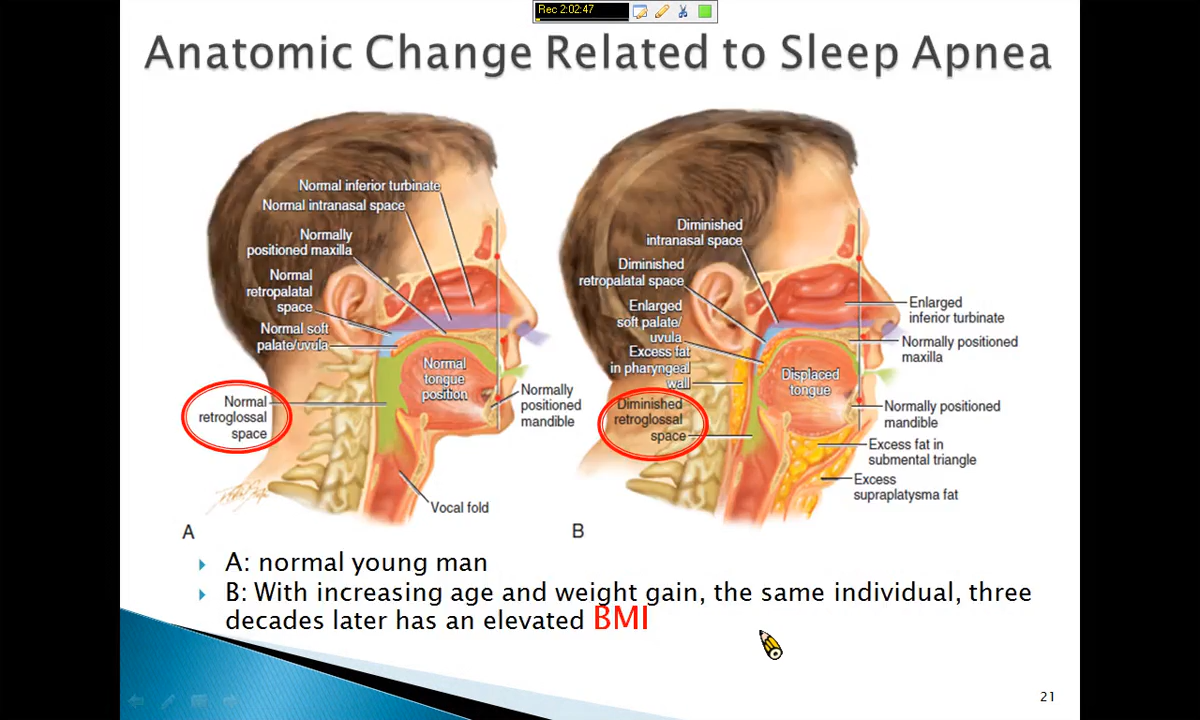 Rec 2:02:47
Anatomic Change Related to Sleep Apnea
Normal inferior turbinate
Normal intranasal space
Normally
positioned maxilla
Normal
retropalatal
space
Normal soft
palate/uvula
Normal
tongue
position
Normal
retroglossal
space
Normally
positioned
mandible
Vocal fold
A
Diminished
intranasal space
Diminished
retropalatal space
Enlarged
soft palate/
uvula
Excess fat
in pharyngeal
wall
Displaced
tongue
Diminished
retroglossal
space
Enlarged
inferior turbinate
Normally positioned
maxilla
Normally positioned
mandible
Excess fat in
submental triangle
Excess
supraplatysma fat
B
A: normal young man
B: With increasing age and weight gain, the same individual, three
decades later has an elevated BMI
21